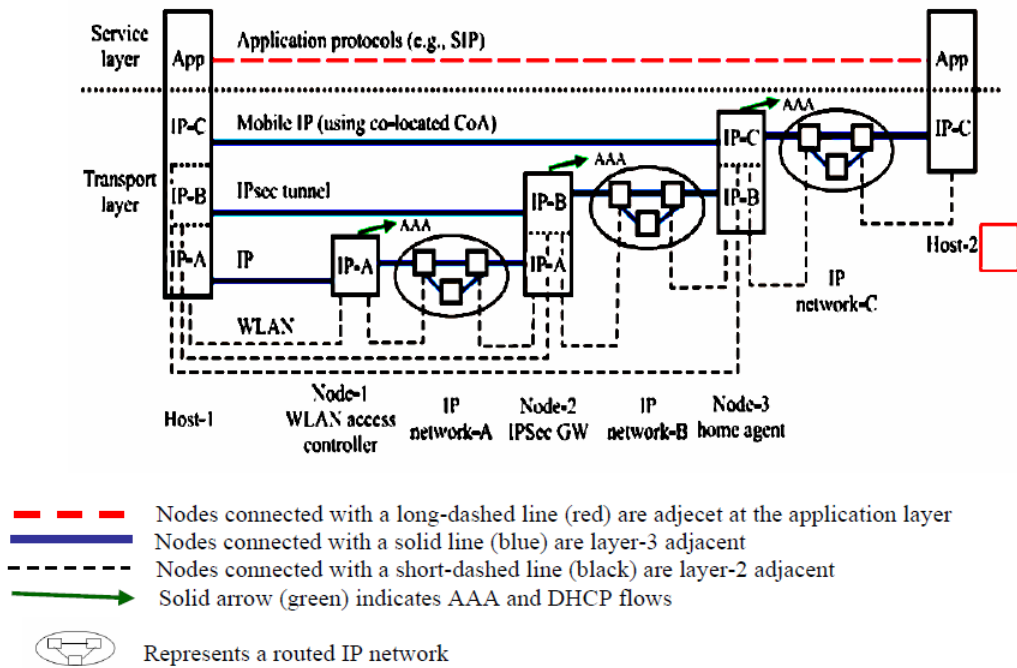 Service layer
App
Application protocols (e.g., SIP)
App
AAA
IP-C
Mobile IP (using co-located CoA)
IP-C
IP-C
AAA
Transport layer
IP-B
IPsec tunnel
IP-B
IP-B
AAA
Host-2
IP-A
IP
IP-A
IP-A
IP network-C
WLAN
Host-1
Node-1 WLAN access controller
IP network-A
Node-2 IPSec GW
IP network-B
Node-3 home agent
Nodes connected with a long-dashed line (red) are adjecet at the application layer
Nodes connected with a solid line (blue) are layer-3 adjacent
Nodes connected with a short-dashed line (black) are layer-2 adjacent
Solid arrow (green) indicates AAA and DHCP flows
Represents a routed IP network